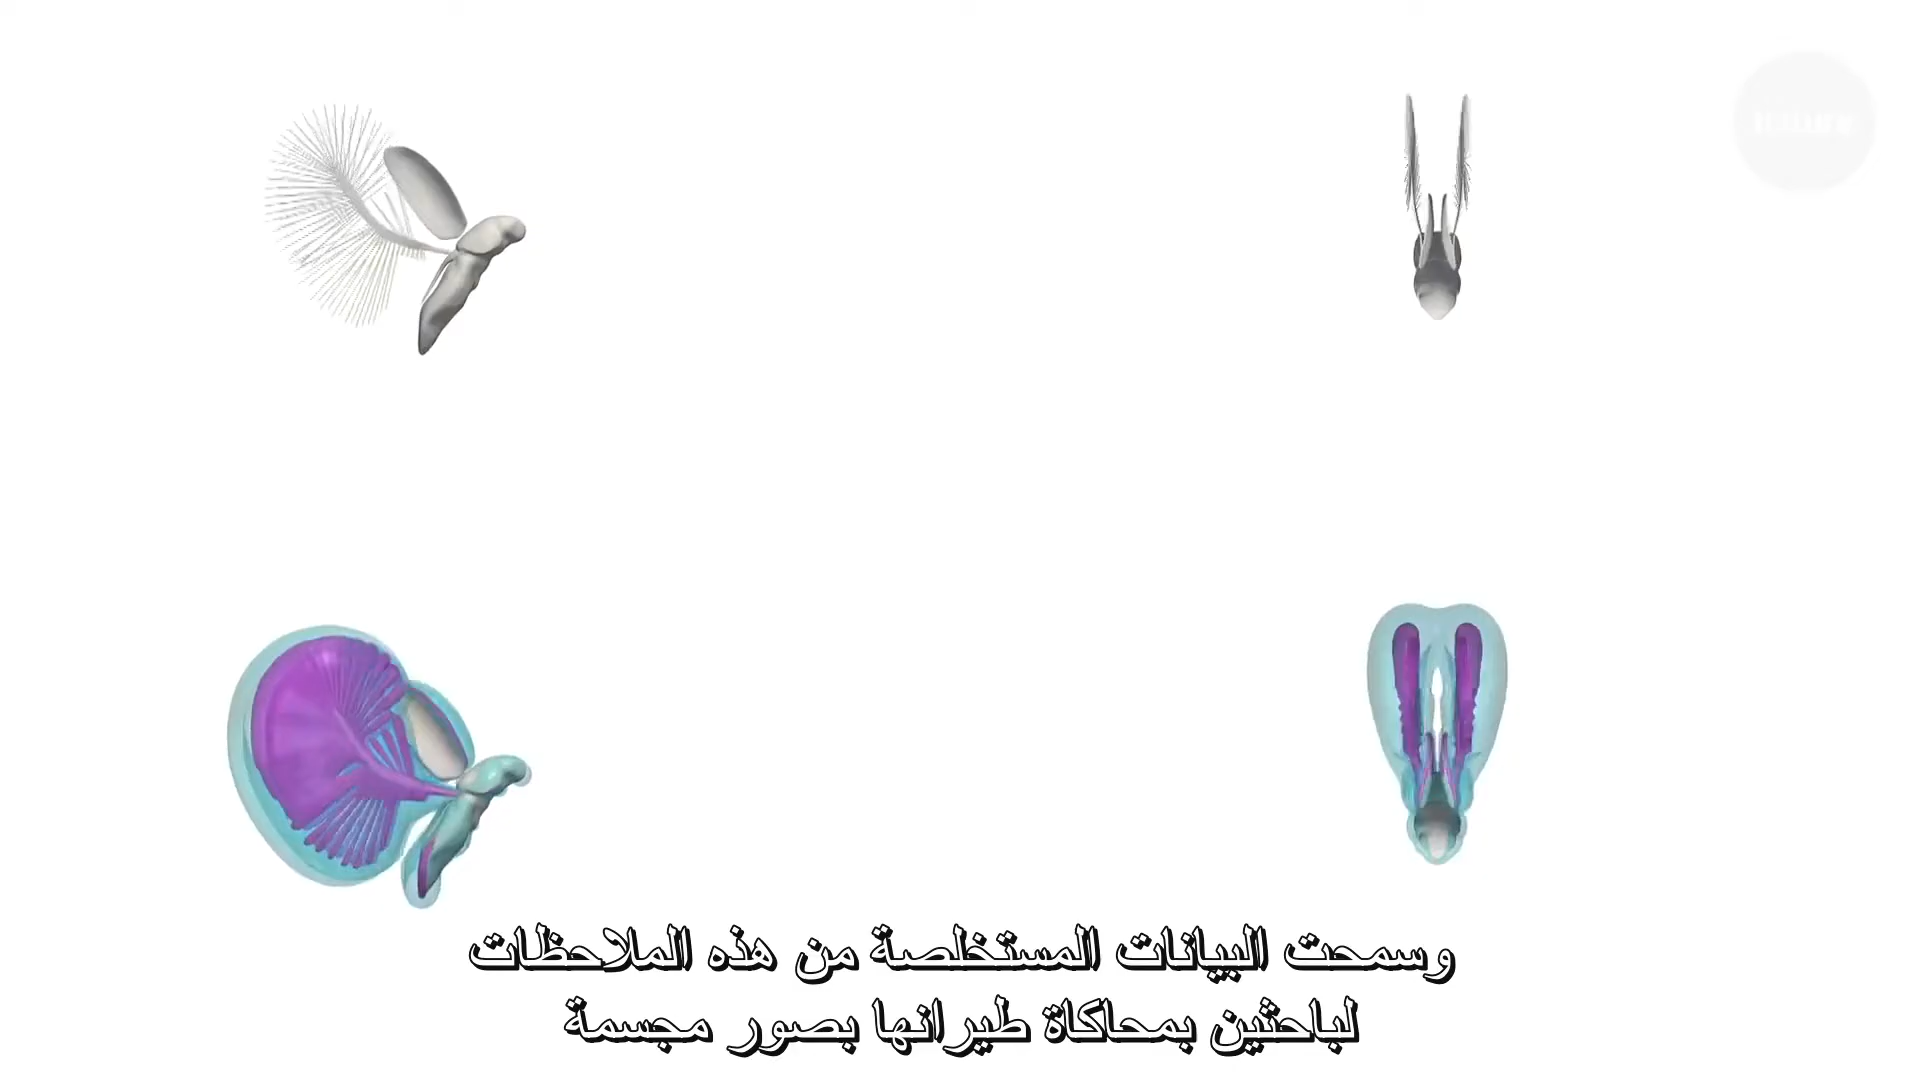 وسمحت البيانات المستخلصة من هذه الملاحظات
لباحثين بمحاكاة طيرانها بصور مجسمة